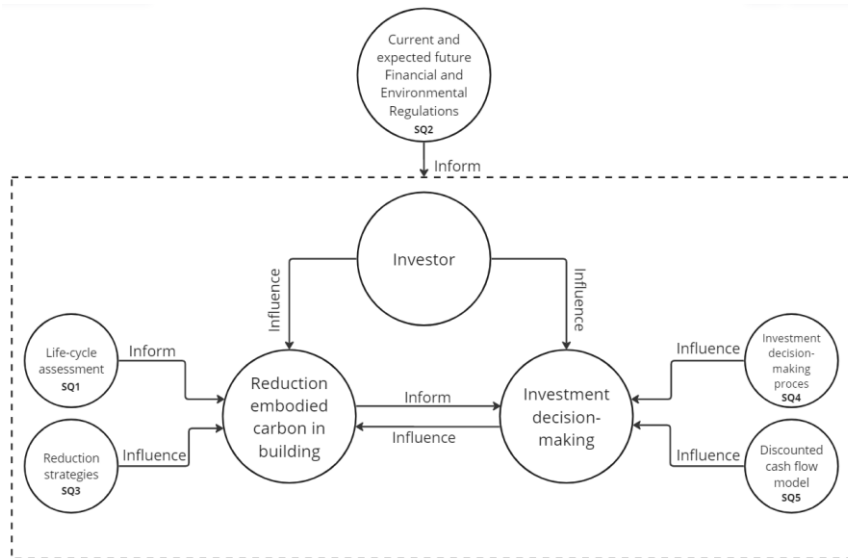 Current and
expected future
Financial and
Environmental
Regulations
SQ2
Inform
Investor
Influence
Influence
Life-cycle
assessment
SQ1
Inform
Reduction
embodied
carbon in
building
Inform
Influence
Investment
decision-
making
Influence
Investment
decision-
making proces
SQ4
Reduction
strategies
SQ3
Influence
Influence
Discounted
cash flow
model
SQ5